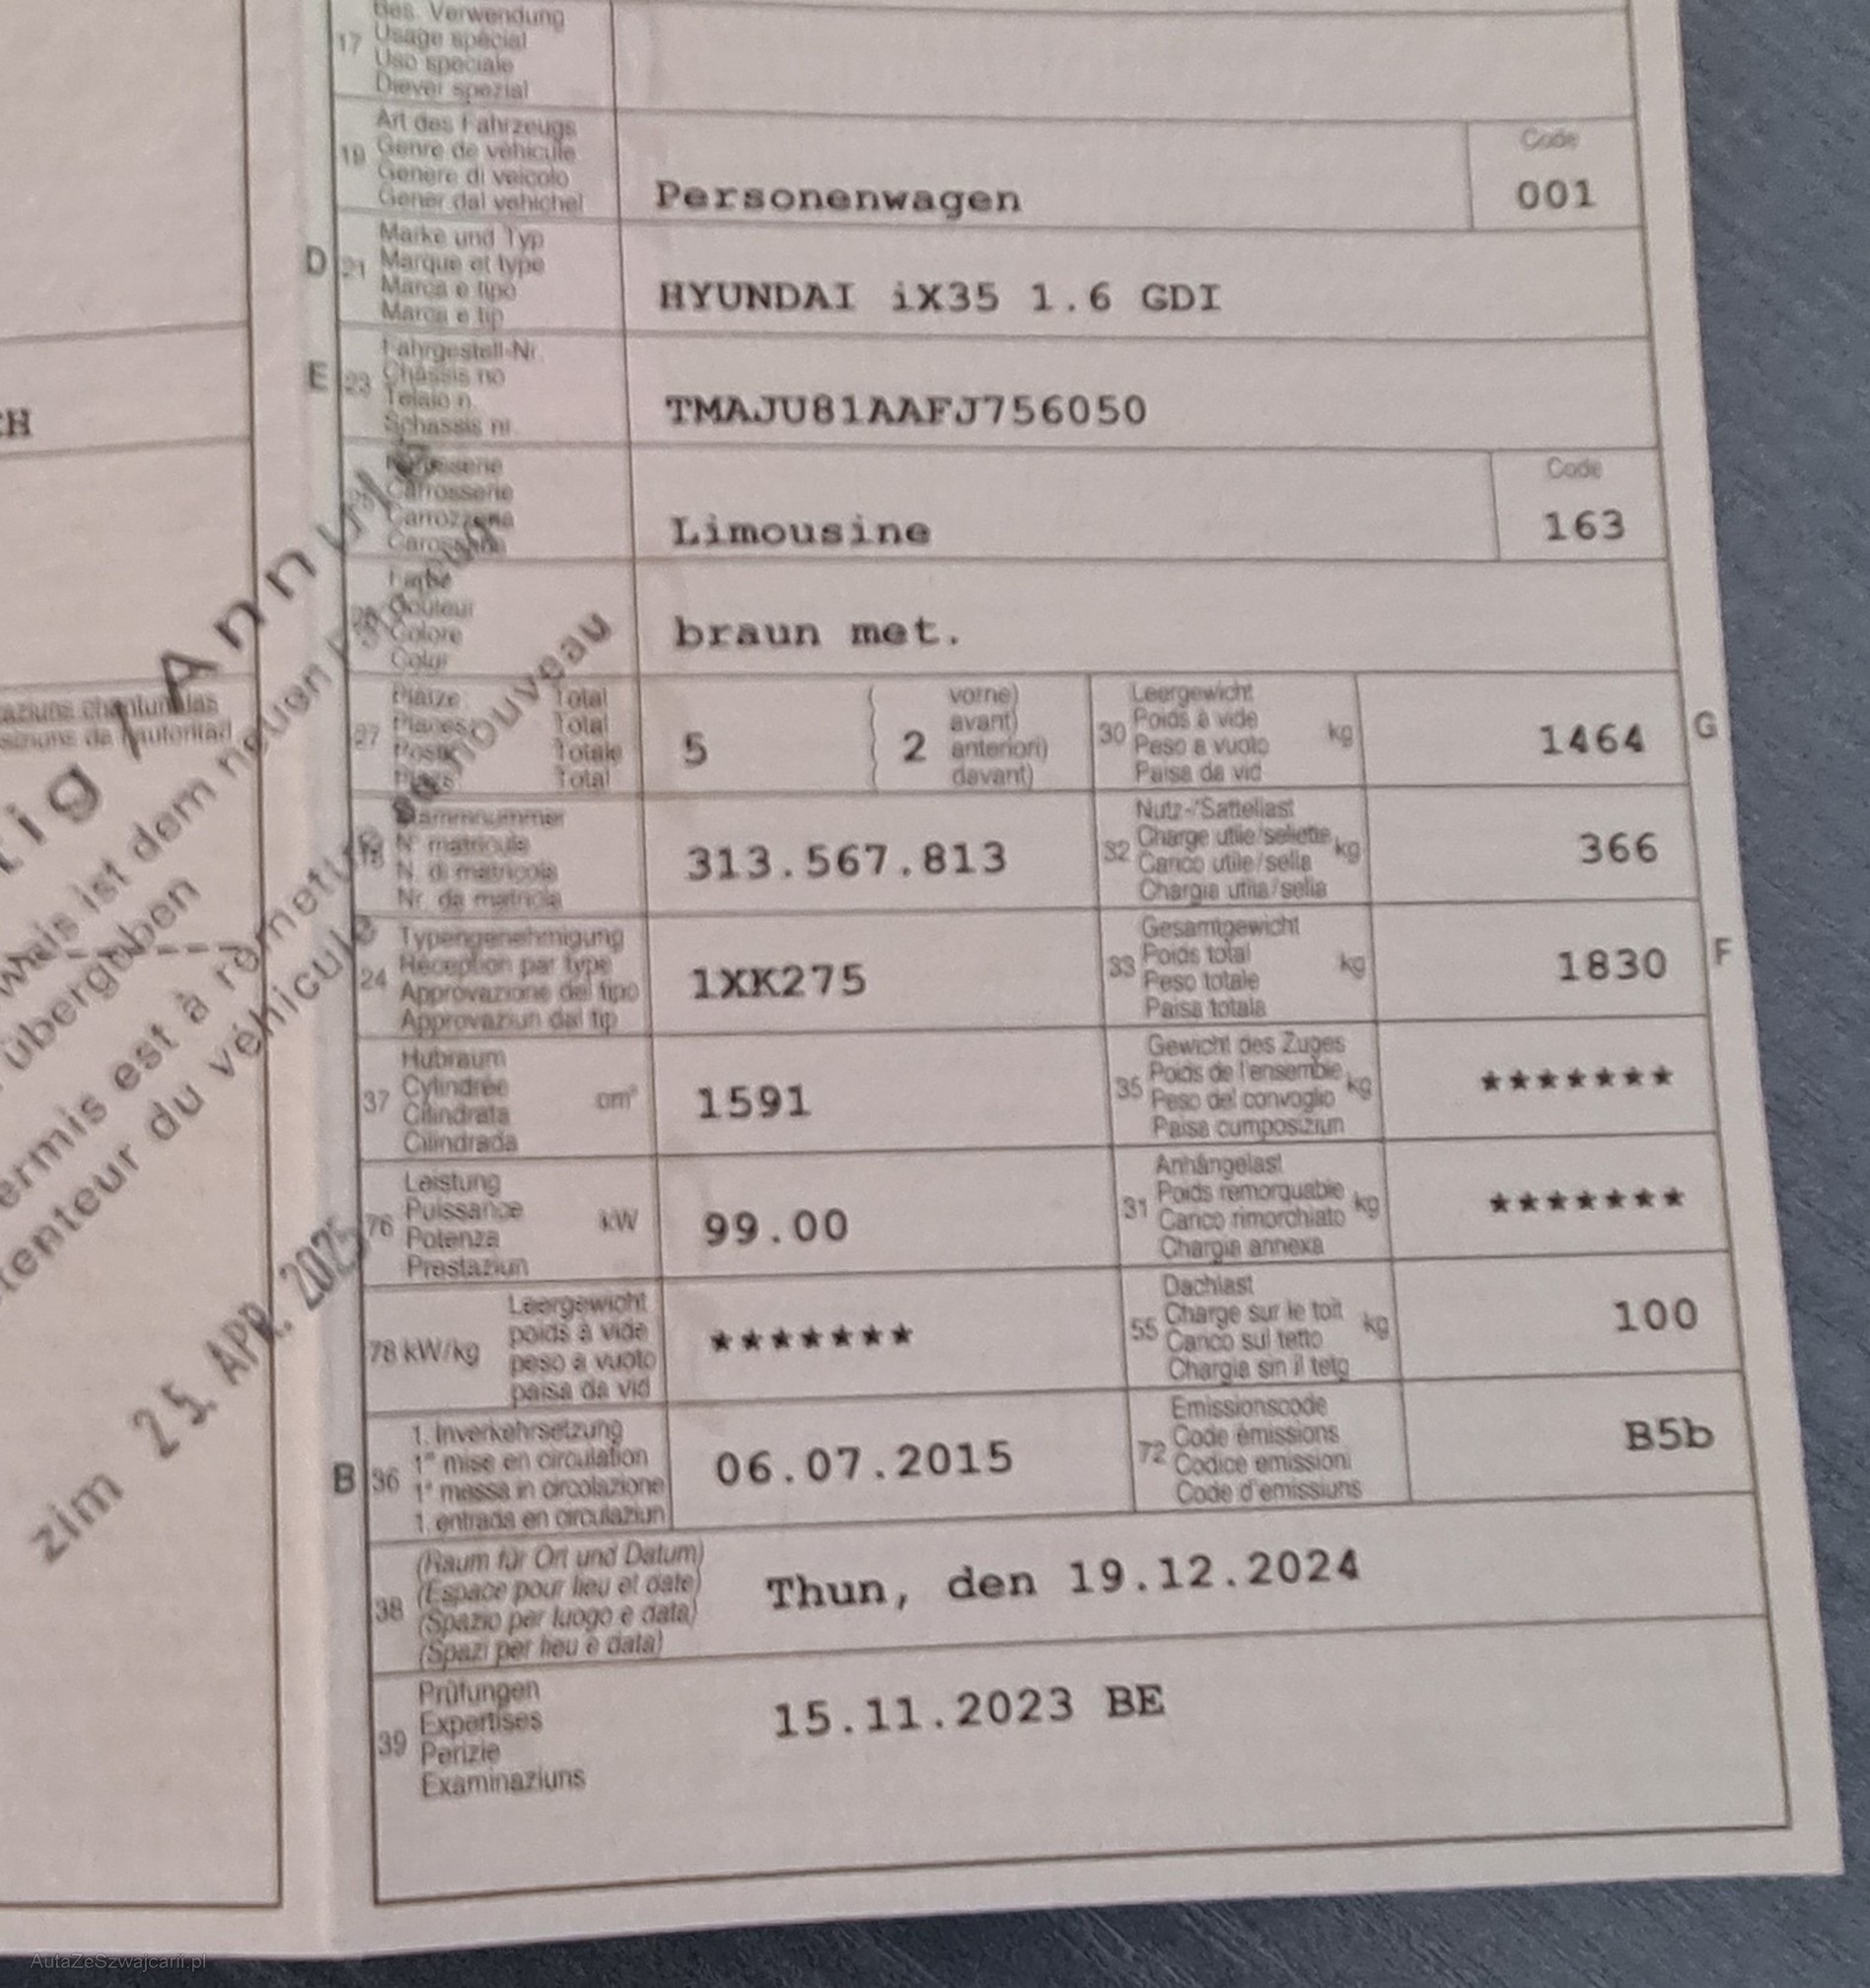 Bes. Verwendung
17 Usage spécial
Uso speciale
Diever spezial
Art des Fahrzeugs
19 Genre de véhicule
Genere di veicolo
Gener dal vehichel
Personenwagen
Code
001
D 21 Marke und Typ
Marque et type
Marca e tipo
Marca e tip
HYUNDAI iX35 1.6 GDI
E 23 Fahrgestell-Nr.
Châssis no
Telaio n.
Schassis nr.
TMAJU81AAFJ756050
Carrosserie
Carrozzeria
Limousine
Code
163
Farbe
Couleur
Colore
Colur
braun met.
27 Plätze Total
Places Total
Posti Totale
Plazs Total
5
2
vorne)
avant)
anteriori)
davant)
30 Leergewicht
Poids à vide
Peso a vuoto
Paisa da vid
kg
1464
G
Stammnummer
N° matricule
N. di matricola
Nr. da matricla
313.567.813
32 Nutz-/Sattellast
Charge utile/sellette
Carico utile/sella
Chargia utila/sella
kg
366
24 Typengenehmigung
Réception par type
Approvazione del tipo
Approvaziun dal tip
1XK275
33 Gesamtgewicht
Poids total
Peso totale
Paisa totala
kg
1830
F
37 Hubraum
Cylindrée
Cilindrata
Cilindrada
cm³
1591
35 Gewicht des Zuges
Poids de l'ensemble
Peso del convoglio
Paisa cumposiziun
kg
*******
76 Leistung
Puissance
Potenza
Prestaziun
kW
99.00
31 Anhängelast
Poids remorquable
Carico rimorchiato
Chargia annexa
kg
*******
78 kW/kg
Leergewicht
poids à vide
peso a vuoto
paisa da vid
*******
55 Dachlast
Charge sur le toit
Carico sul tetto
Chargia sin il tetg
kg
100
B 36 1. Inverkehrsetzung
1re mise en circulation
1a messa in circolazione
1. entrada en circulaziun
06.07.2015
72 Emissionscode
Code émissions
Codice emissioni
Code d'emissiuns
B5b
38 (Raum für Ort und Datum)
(Espace pour lieu et date)
(Spazio per luogo e data)
(Spazi per lieu e data)
Thun, den 19.12.2024
39 Prüfungen
Expertises
Perizie
Examinaziuns
15.11.2023 BE
CH
tig / Annulé
ist dem neuen
übergeben
ermis est à remettre au nouveau
tenteur du véhicule
zim 25. APR. 2025
AutaZeSzwajcarii.pl